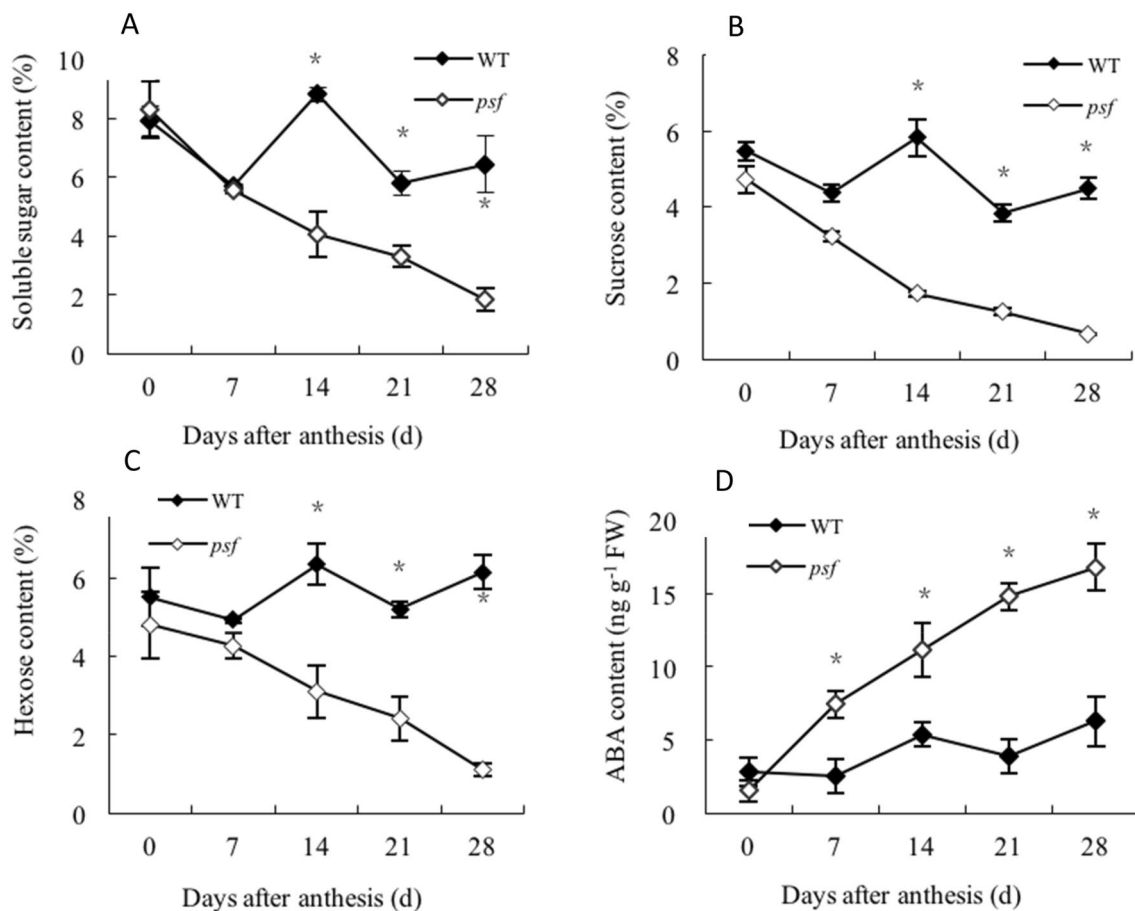 A
Soluble sugar content (%)
10
8
6
4
2
0
WT
psf
*
*
*
0 7 14 21 28
Days after anthesis (d)
B
Sucrose content (%)
8
6
4
2
0
WT
psf
*
*
*
0 7 14 21 28
Days after anthesis (d)
C
Hexose content (%)
8
6
4
2
0
WT
psf
*
*
*
0 7 14 21 28
Days after anthesis (d)
D
ABA content (ng g⁻¹ FW)
20
15
10
5
0
WT
psf
*
*
*
*
0 7 14 21 28
Days after anthesis (d)